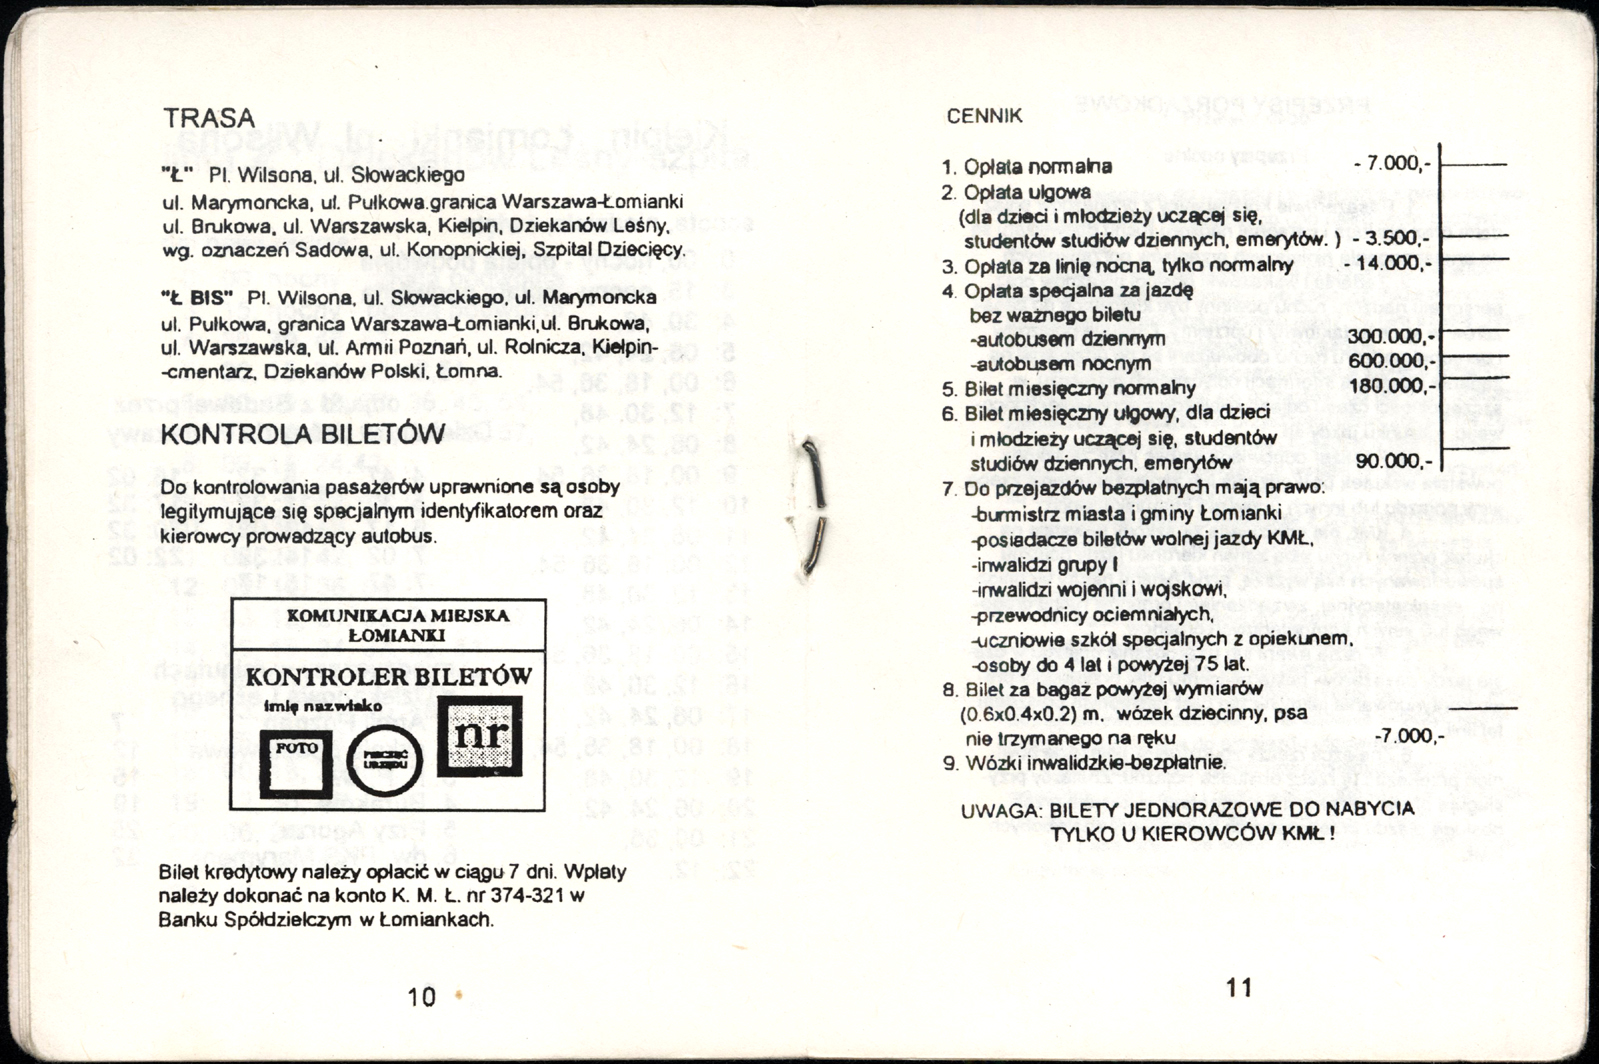 TRASA
"Ł" Pl. Wilsona, ul. Słowackiego
ul. Marymoncka, ul. Pułkowa.granica Warszawa-Łomianki
ul. Brukowa, ul. Warszawska, Kiełpin, Dziekanów Leśny,
wg. oznaczeń Sadowa, ul. Konopnickiej, Szpital Dziecięcy.
"Ł BIS" Pl. Wilsona, ul. Słowackiego, ul. Marymoncka
ul. Pułkowa, granica Warszawa-Łomianki,ul. Brukowa,
ul. Warszawska, ul. Armii Poznań, ul. Rolnicza, Kiełpin-
-cmentarz, Dziekanów Polski, Łomna.
KONTROLA BILETÓW
Do kontrolowania pasażerów uprawnione są osoby
legitymujące się specjalnym identyfikatorem oraz
kierowcy prowadzący autobus.
KOMUNIKACJA MIEJSKA
ŁOMIANKI
KONTROLER BILETÓW
imię nazwisko
FOTO
PIECZĘĆ
URZĘDU
nr
Bilet kredytowy należy opłacić w ciągu 7 dni. Wpłaty
należy dokonać na konto K. M. Ł. nr 374-321 w
Banku Spółdzielczym w Łomiankach.
10
CENNIK
1. Opłata normalna - 7.000,-
2. Opłata ulgowa
(dla dzieci i młodzieży uczącej się,
studentów studiów dziennych, emerytów. ) - 3.500,-
3. Opłata za linię nocną, tylko normalny - 14.000,-
4. Opłata specjalna za jazdę
bez ważnego biletu
-autobusem dziennym 300.000,-
-autobusem nocnym 600.000,-
5. Bilet miesięczny normalny 180.000,-
6. Bilet miesięczny ulgowy, dla dzieci
i młodzieży uczącej się, studentów
studiów dziennych, emerytów 90.000,-
7. Do przejazdów bezpłatnych mają prawo:
-burmistrz miasta i gminy Łomianki
-posiadacze biletów wolnej jazdy KMŁ,
-inwalidzi grupy I
-inwalidzi wojenni i wojskowi,
-przewodnicy ociemniałych,
-uczniowie szkół specjalnych z opiekunem,
-osoby do 4 lat i powyżej 75 lat.
8. Bilet za bagaż powyżej wymiarów
(0.6x0.4x0.2) m, wózek dziecinny, psa
nie trzymanego na ręku -7.000,-
9. Wózki inwalidzkie-bezpłatnie.
UWAGA: BILETY JEDNORAZOWE DO NABYCIA
TYLKO U KIEROWCÓW KMŁ !
11